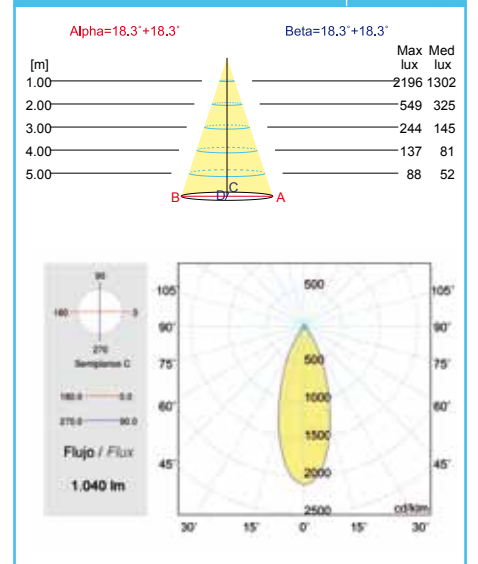 Alpha=18.3°+18.3° Beta=18.3°+18.3°
[m] Max lux Med lux
1.00 2196 1302
2.00 549 325
3.00 244 145
4.00 137 81
5.00 88 52
B D C A
90
180 0
270
Semiplanos C
180.0 0.0
270.0 90.0
Flujo / Flux
1.040 lm
500
105° 105°
90° 90°
75° 500 75°
60° 1000 60°
1500
45° 2000 45°
2500 cd/klm
30° 15° 0° 15° 30°